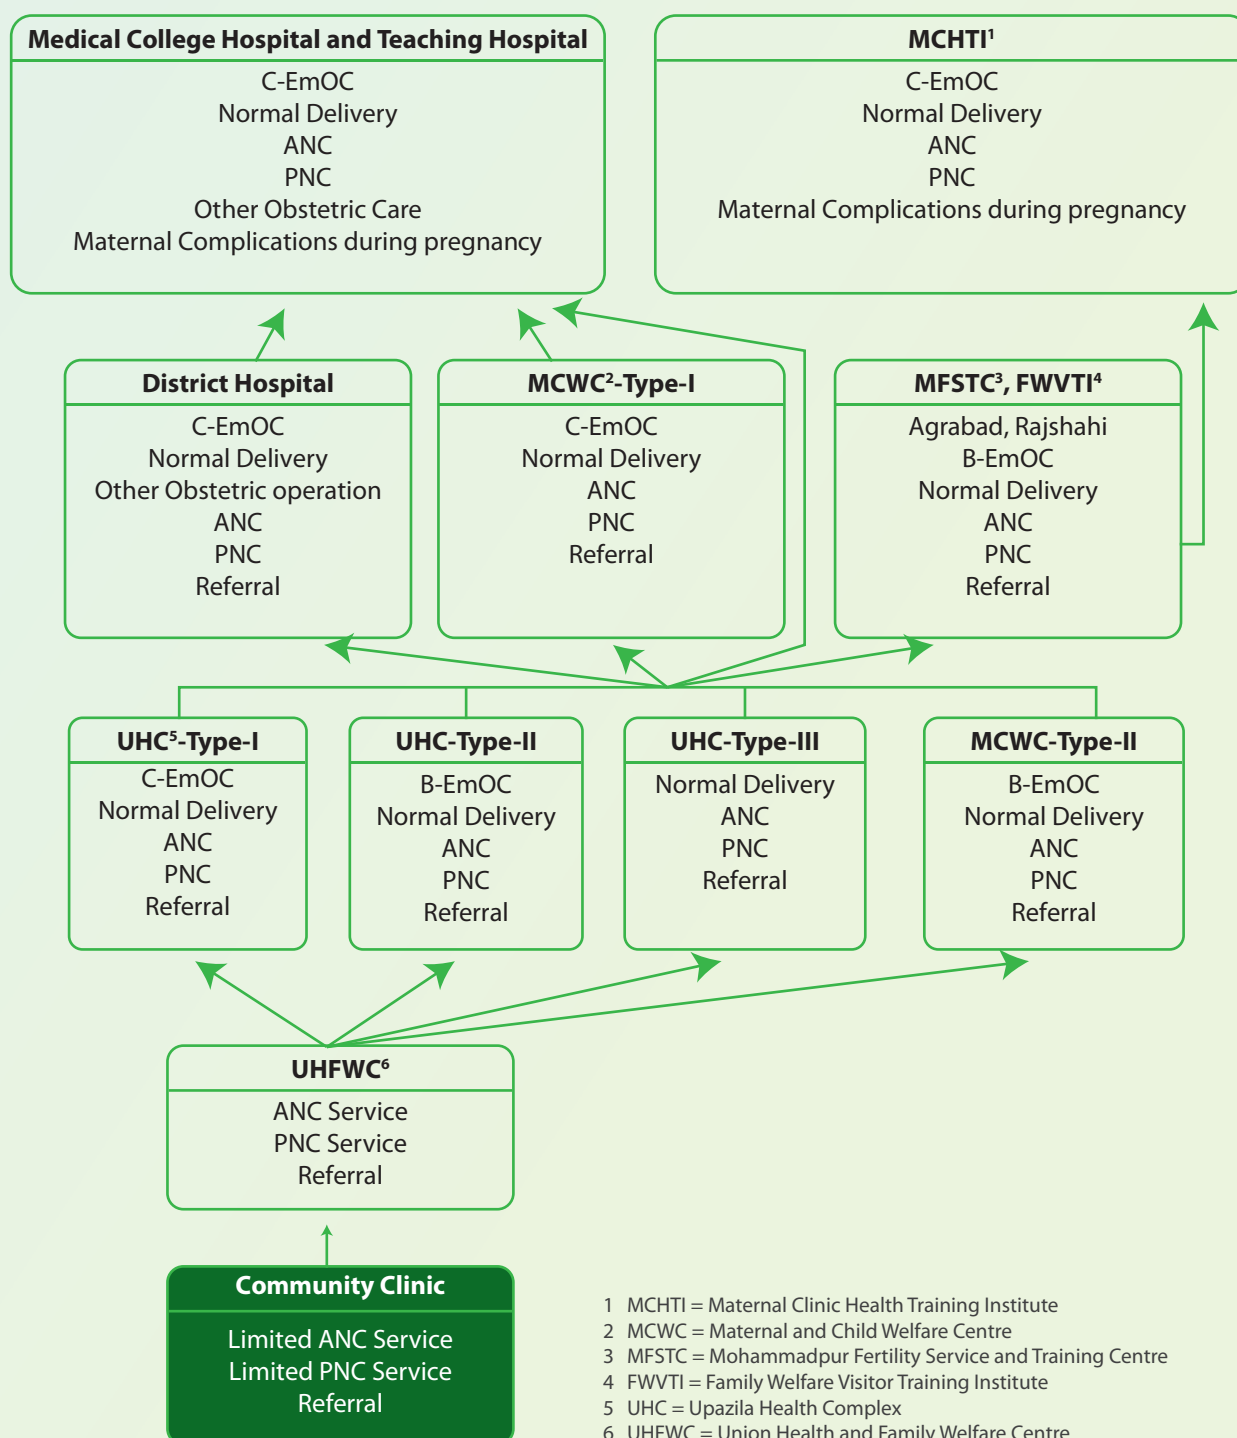 Medical College Hospital and Teaching Hospital
C-EmOC
Normal Delivery
ANC
PNC
Other Obstetric Care
Maternal Complications during pregnancy
MCHTI¹
C-EmOC
Normal Delivery
ANC
PNC
Maternal Complications during pregnancy
District Hospital
C-EmOC
Normal Delivery
Other Obstetric operation
ANC
PNC
Referral
MCWC²-Type-I
C-EmOC
Normal Delivery
ANC
PNC
Referral
MFSTC³, FWVTI⁴
Agrabad, Rajshahi
B-EmOC
Normal Delivery
ANC
PNC
Referral
UHC⁵-Type-I
C-EmOC
Normal Delivery
ANC
PNC
Referral
UHC-Type-II
B-EmOC
Normal Delivery
ANC
PNC
Referral
UHC-Type-III
Normal Delivery
ANC
PNC
Referral
MCWC-Type-II
B-EmOC
Normal Delivery
ANC
PNC
Referral
UHFWC⁶
ANC Service
PNC Service
Referral
Community Clinic
Limited ANC Service
Limited PNC Service
Referral
1 MCHTI = Maternal Clinic Health Training Institute
2 MCWC = Maternal and Child Welfare Centre
3 MFSTC = Mohammadpur Fertility Service and Training Centre
4 FWVTI = Family Welfare Visitor Training Institute
5 UHC = Upazila Health Complex
6 UHFWC = Union Health and Family Welfare Centre